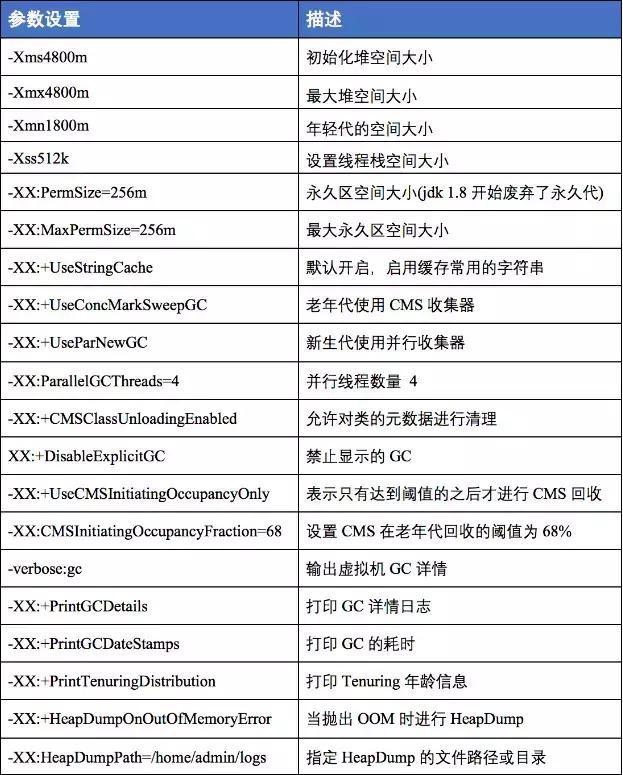 参数设置 描述
-Xms4800m 初始化堆空间大小
-Xmx4800m 最大堆空间大小
-Xmn1800m 年轻代的空间大小
-Xss512k 设置线程栈空间大小
-XX:PermSize=256m 永久区空间大小(jdk 1.8 开始废弃了永久代)
-XX:MaxPermSize=256m 最大永久区空间大小
-XX:+UseStringCache 默认开启，启用缓存常用的字符串
-XX:+UseConcMarkSweepGC 老年代使用 CMS 收集器
-XX:+UseParNewGC 新生代使用并行收集器
-XX:ParallelGCThreads=4 并行线程数量 4
-XX:+CMSClassUnloadingEnabled 允许对类的元数据进行清理
XX:+DisableExplicitGC 禁止显示的 GC
-XX:+UseCMSInitiatingOccupancyOnly 表示只有达到阈值的之后才进行 CMS 回收
-XX:CMSInitiatingOccupancyFraction=68 设置 CMS 在老年代回收的阈值为 68%
-verbose:gc 输出虚拟机 GC 详情
-XX:+PrintGCDetails 打印 GC 详情日志
-XX:+PrintGCDateStamps 打印 GC 的耗时
-XX:+PrintTenuringDistribution 打印 Tenuring 年龄信息
-XX:+HeapDumpOnOutOfMemoryError 当抛出 OOM 时进行 HeapDump
-XX:HeapDumpPath=/home/admin/logs 指定 HeapDump 的文件路径或目录